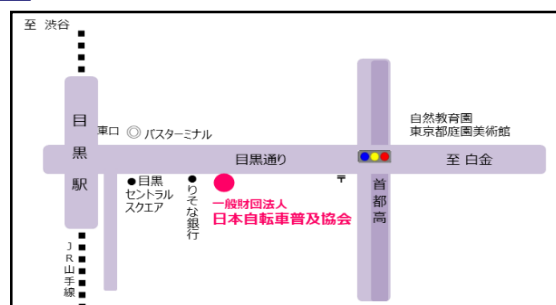 至 渋谷
目黒駅
東口
◎ バスターミナル
自然教育園
東京都庭園美術館
目黒通り
至 白金
●目黒
セントラル
スクエア
●りそな銀行
一般財団法人
日本自転車普及協会
〒
首都高
JR山手線